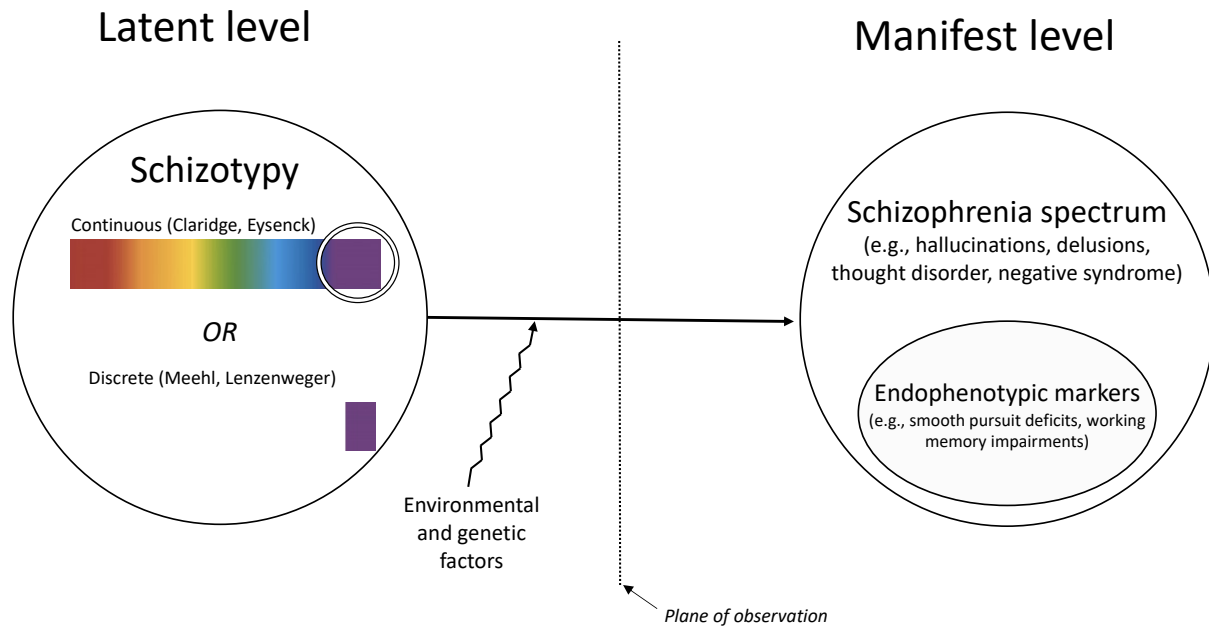 Latent level
Manifest level
Schizotypy
Continuous (Claridge, Eysenck)
OR
Discrete (Meehl, Lenzenweger)
Environmental
and genetic
factors
Plane of observation
Schizophrenia spectrum
(e.g., hallucinations, delusions,
thought disorder, negative syndrome)
Endophenotypic markers
(e.g., smooth pursuit deficits, working
memory impairments)